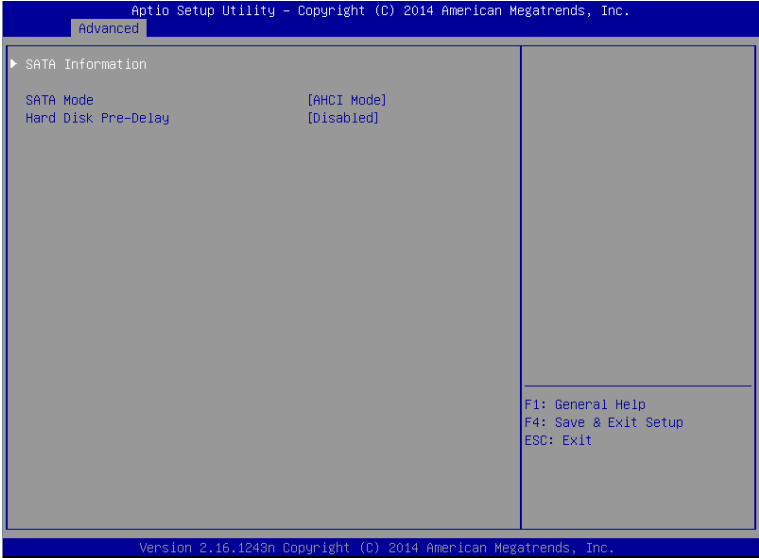 Aptio Setup Utility – Copyright (C) 2014 American Megatrends, Inc.
Advanced
SATA Information
SATA Mode [AHCI Mode]
Hard Disk Pre-Delay [Disabled]
F1: General Help
F4: Save & Exit Setup
ESC: Exit
Version 2.16.1243n Copyright (C) 2014 American Megatrends, Inc.